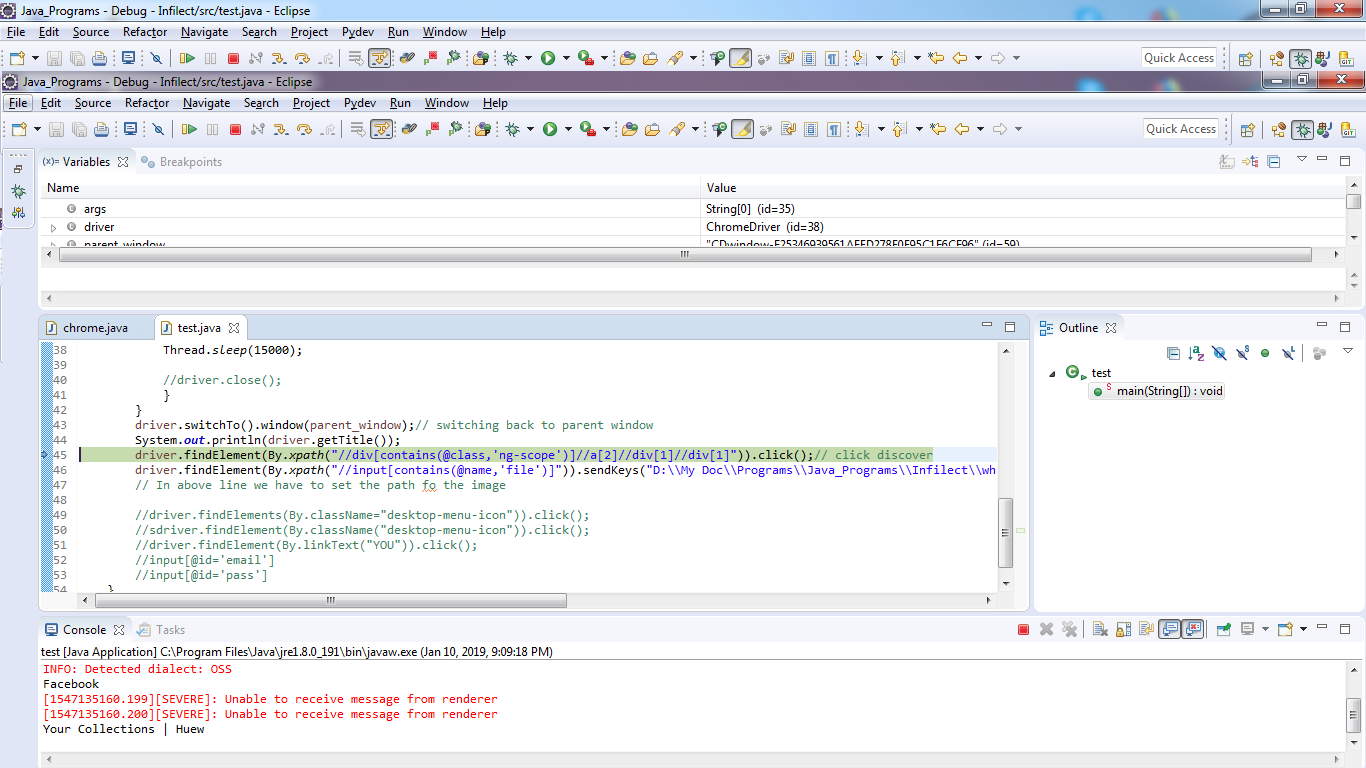 Java_Programs - Debug - Infilect/src/test.java - Eclipse
File Edit Source Refactor Navigate Search Project Pydev Run Window Help
Quick Access
Java_Programs - Debug - Infilect/src/test.java - Eclipse
File Edit Source Refactor Navigate Search Project Pydev Run Window Help
Quick Access
(x)= Variables Breakpoints
Name Value
args String[0] (id=35)
driver ChromeDriver (id=38)
parent_window
chrome.java test.java
38 Thread.sleep(15000);
39
40 //driver.close();
41 }
42 }
43 driver.switchTo().window(parent_window);// switching back to parent window
44 System.out.println(driver.getTitle());
45 driver.findElement(By.xpath("//div[contains(@class,'ng-scope')]//a[2]//div[1]//div[1]")).click();// click discover
46 driver.findElement(By.xpath("//input[contains(@name,'file')]")).sendKeys("D:\\My Doc\\Programs\\Java_Programs\\Infilect\\wh
47 // In above line we have to set the path fo the image
48
49 //driver.findElements(By.className="desktop-menu-icon")).click();
50 //sdriver.findElement(By.className("desktop-menu-icon")).click();
51 //driver.findElement(By.linkText("YOU")).click();
52 //input[@id='email']
53 //input[@id='pass']
54 }
Outline
test
main(String[]) : void
Console Tasks
test [Java Application] C:\Program Files\Java\jre1.8.0_191\bin\javaw.exe (Jan 10, 2019, 9:09:18 PM)
INFO: Detected dialect: OSS
Facebook
[1547135160.199][SEVERE]: Unable to receive message from renderer
[1547135160.200][SEVERE]: Unable to receive message from renderer
Your Collections | Huew